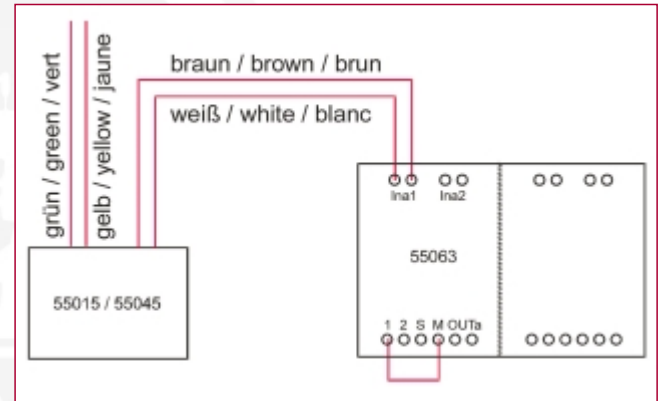 grün / green / vert
gelb / yellow / jaune
braun / brown / brun
weiß / white / blanc
Ina1 Ina2
55063
55015 / 55045
1 2 S M OUTa